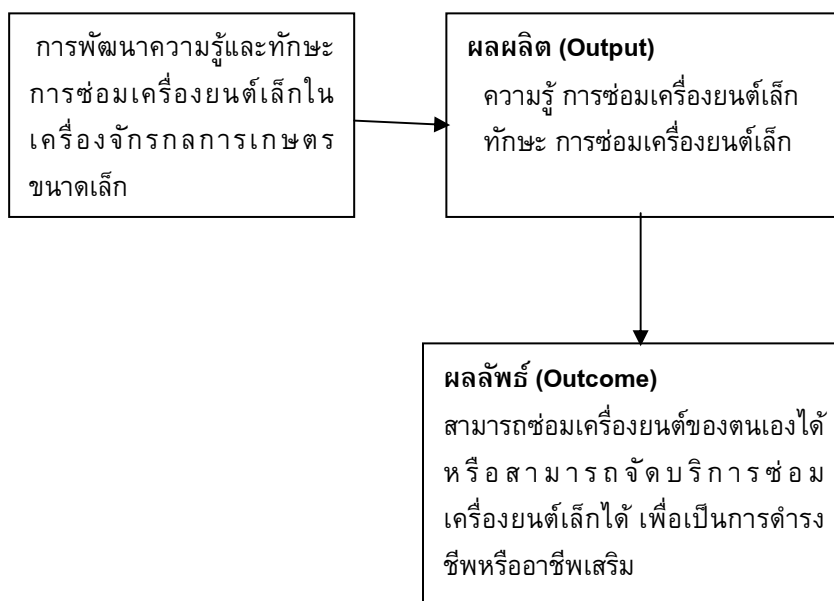 การพัฒนาความรู้และทักษะ
การซ่อมเครื่องยนต์เล็กใน
เครื่องจักรกลการเกษตร
ขนาดเล็ก
ผลผลิต (Output)
ความรู้ การซ่อมเครื่องยนต์เล็ก
ทักษะ การซ่อมเครื่องยนต์เล็ก
ผลลัพธ์ (Outcome)
สามารถซ่อมเครื่องยนต์ของตนเองได้
หรือสามารถจัดบริการซ่อม
เครื่องยนต์เล็กได้ เพื่อเป็นการดำรง
ชีพหรืออาชีพเสริม